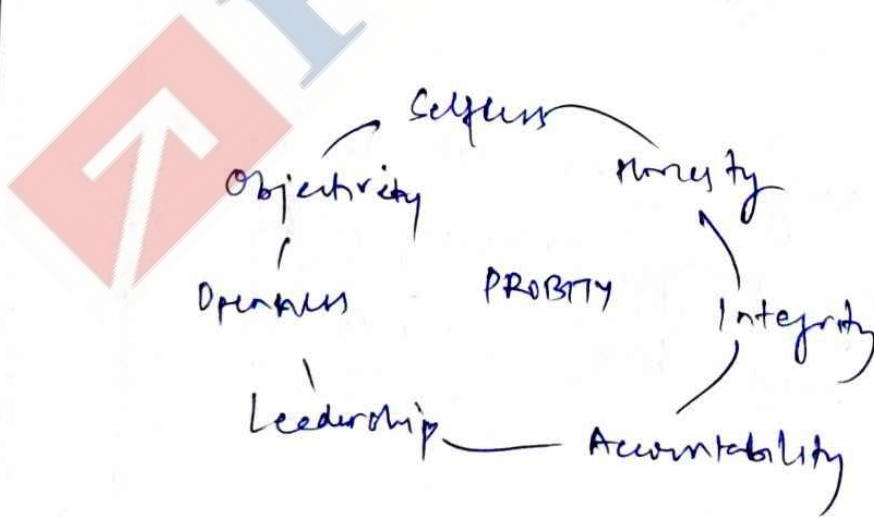 Selfless
Honesty
Objectivity
PROBITY
Openness
Integrity
Leadership
Accountability